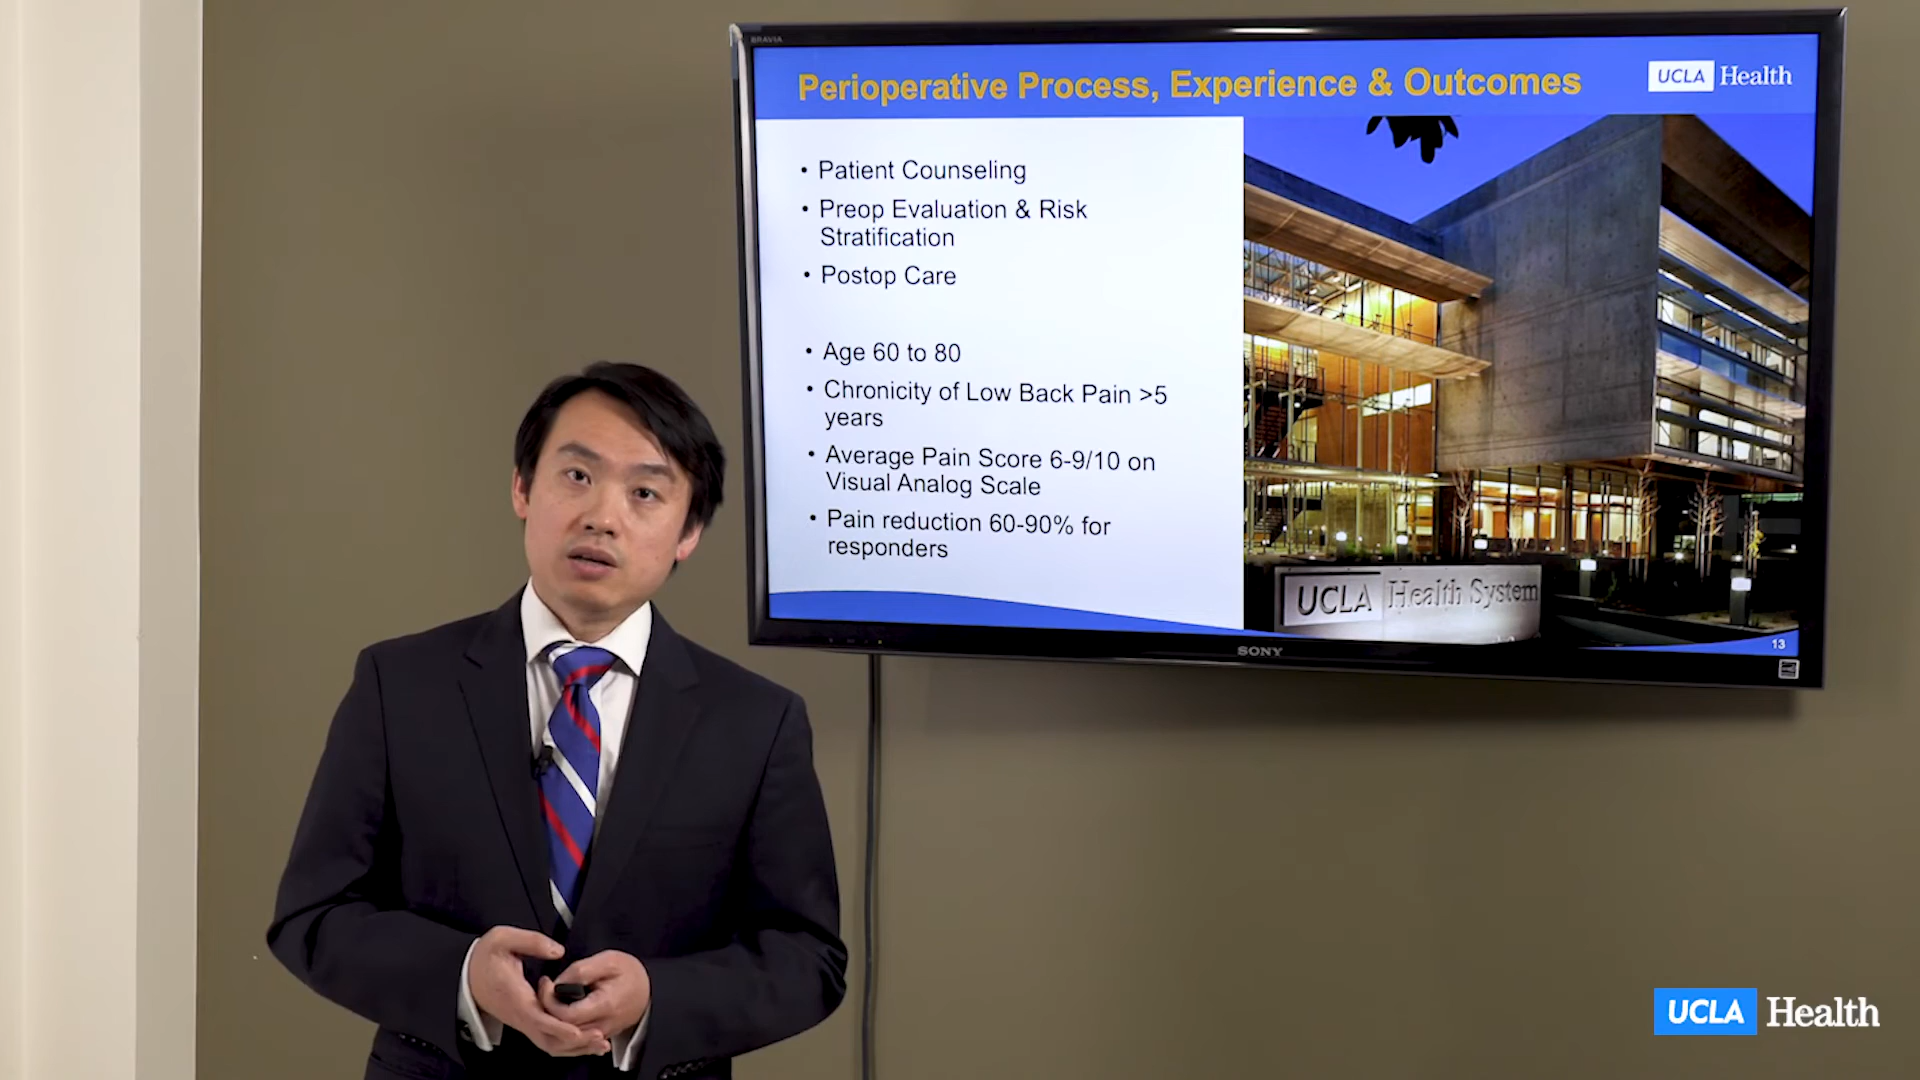 BRAVIA
Perioperative Process, Experience & Outcomes
UCLA Health
• Patient Counseling
• Preop Evaluation & Risk
Stratification
• Postop Care
• Age 60 to 80
• Chronicity of Low Back Pain >5
years
• Average Pain Score 6-9/10 on
Visual Analog Scale
• Pain reduction 60-90% for
responders
UCLA Health System
13
SONY
UCLA Health